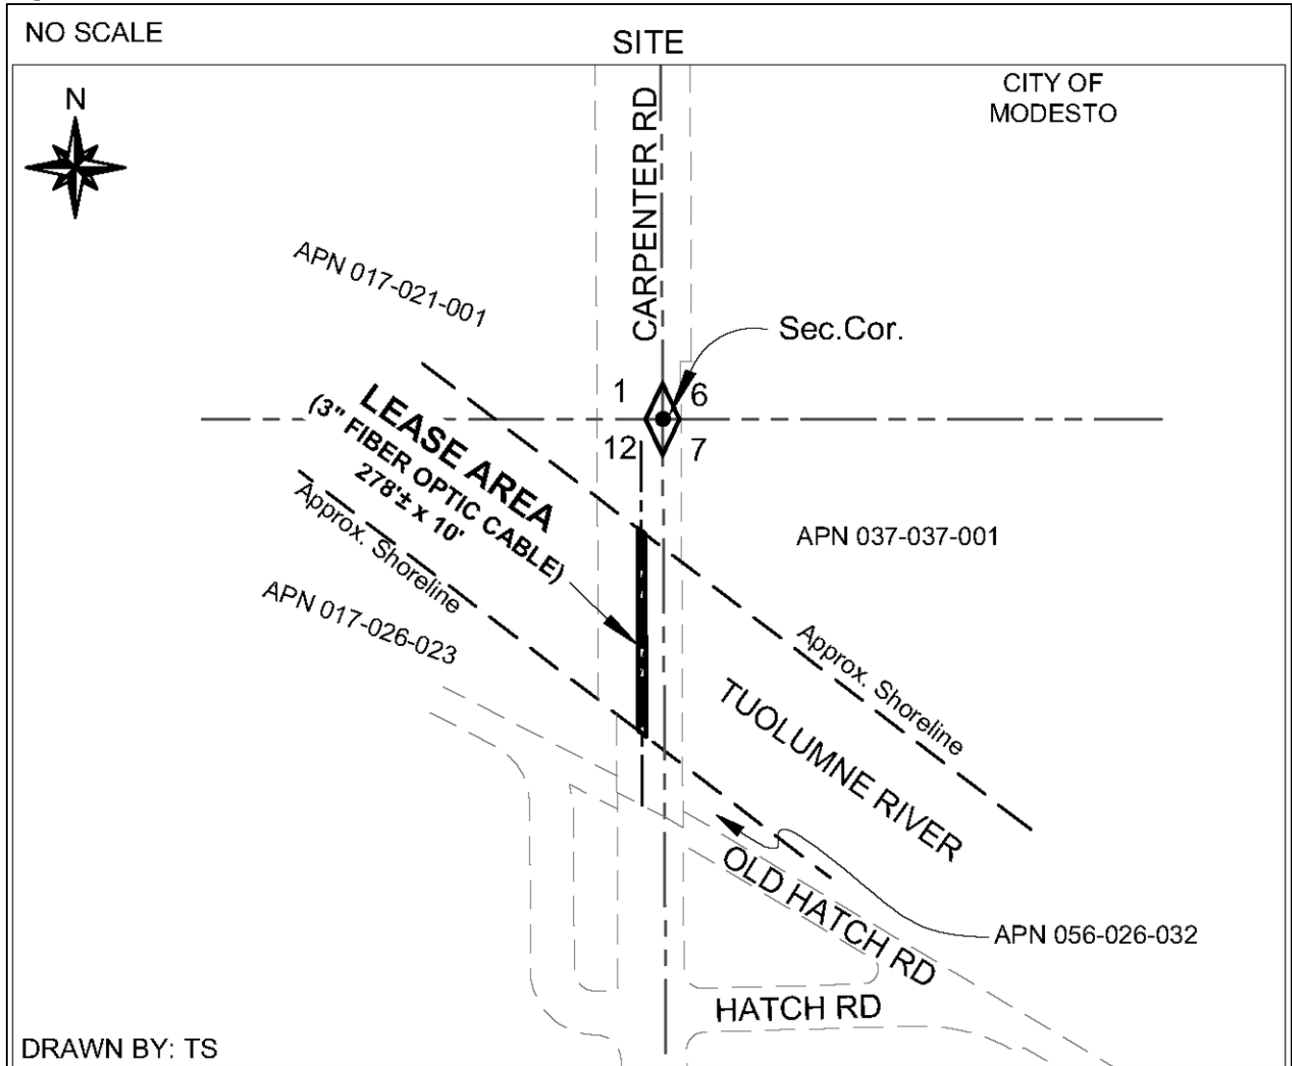 NO SCALE
SITE
CITY OF
MODESTO
N
CARPENTER RD
APN 017-021-001
Sec.Cor.
1
6
12
7
LEASE AREA
(3" FIBER OPTIC CABLE)
278'± x 10'
Approx. Shoreline
APN 037-037-001
APN 017-026-023
Approx. Shoreline
TUOLUMNE RIVER
OLD HATCH RD
APN 056-026-032
HATCH RD
DRAWN BY: TS